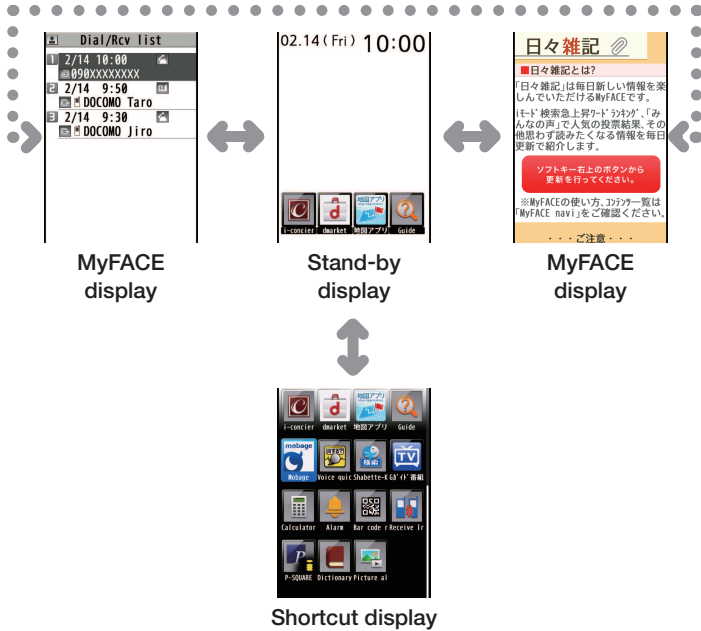 Dial/Rcv list
1 2/14 10:00
090XXXXXXXX
2 2/14 9:50
DOCOMO Taro
3 2/14 9:30
DOCOMO Jiro
MyFACE
display
02.14(Fri) 10:00
i-concier dmarket 地図アプリ Guide
Stand-by
display
日々雑記
■日々雑記とは?
「日々雑記」は毎日新しい情報を楽
しんでいただけるMyFACEです。
iモード検索急上昇ワードランキング、「み
んなの声」で人気の投票結果、その
他思わず読みたくなる情報を毎日
更新で紹介します。
ソフトキー右上のボタンから
更新を行ってください。
※MyFACEの使い方、コンテンツ一覧は
「MyFACE navi」をご確認ください。
・・・ご注意・・・
MyFACE
display
地図アプリ
i-concier dmarket 地図アプリ Guide
mobage
検索
TV
Mobage Voice quic Shabette-K Gガイド番組
Calculator Alarm Bar code r Receive Ir
P-SQUARE Dictionary Picture al
Shortcut display